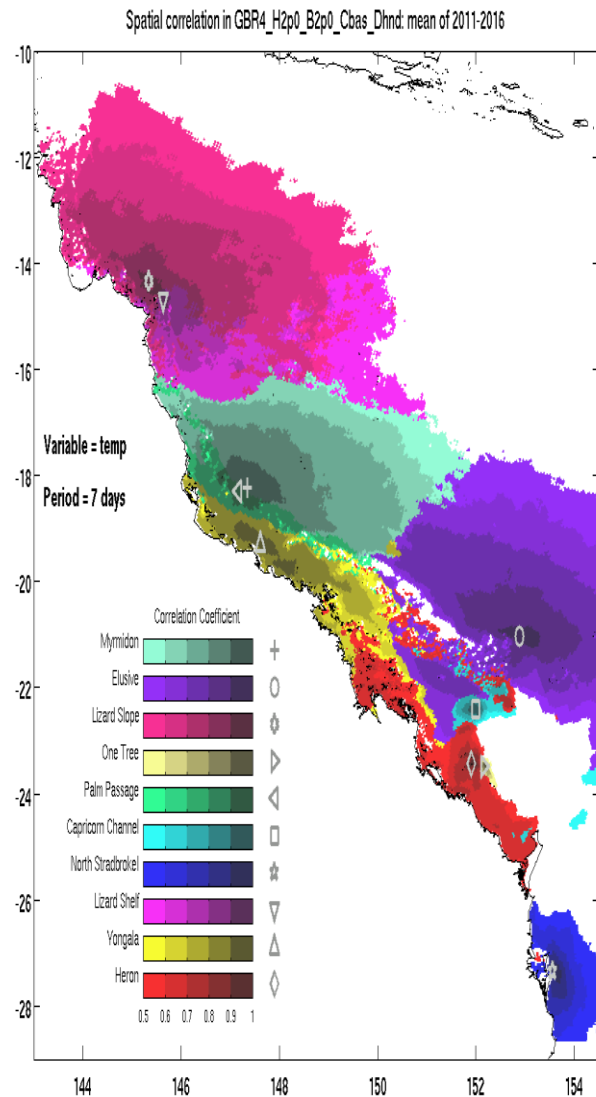 Spatial correlation in GBR4_H2p0_B2p0_Cbas_Dhnd: mean of 2011-2016
-10
-12
-14
-16
-18
-20
-22
-24
-26
-28
Variable = temp
Period = 7 days
Correlation Coefficient
Myrmidon
Elusive
Lizard Slope
One Tree
Palm Passage
Capricorn Channel
North Stradbrokel
Lizard Shelf
Yongala
Heron
0.5 0.6 0.7 0.8 0.9 1
144 146 148 150 152 154